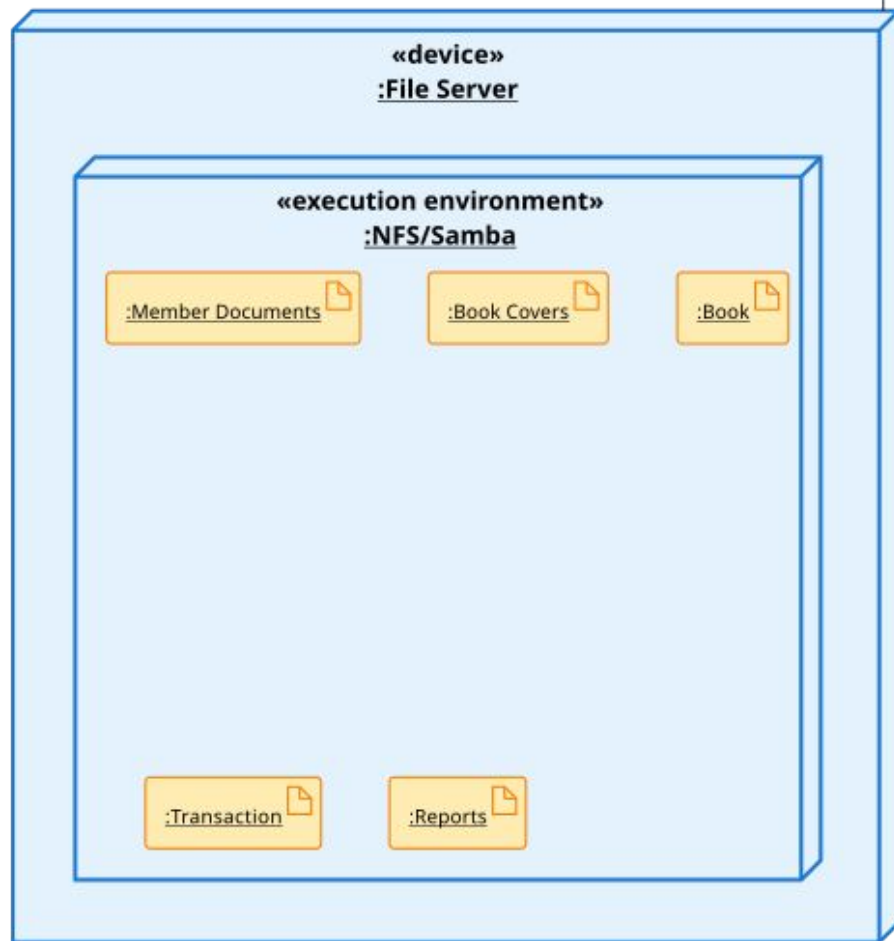 «device»
:File Server
«execution environment»
:NFS/Samba
:Member Documents
:Book Covers
:Book
:Transaction
:Reports